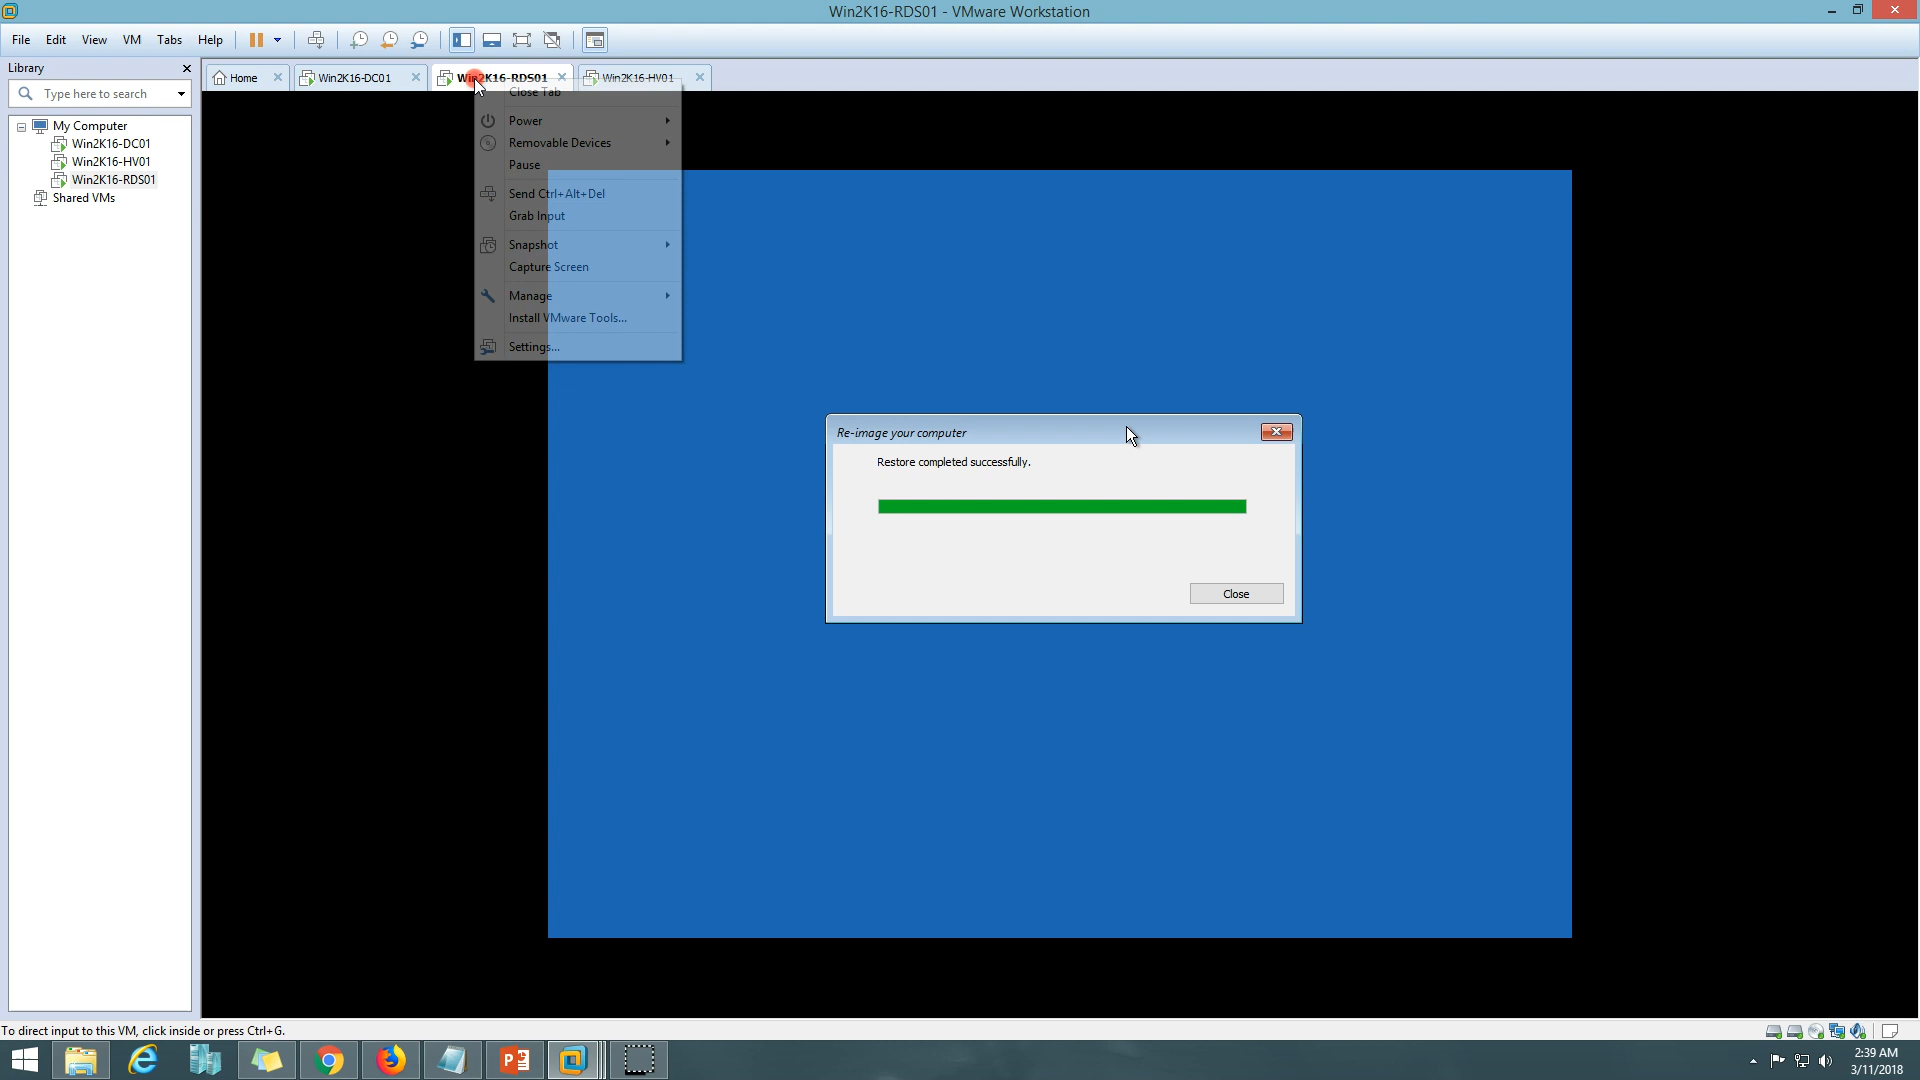 Win2K16-RDS01 - VMware Workstation
File Edit View VM Tabs Help
Library
Type here to search
My Computer
Win2K16-DC01
Win2K16-HV01
Win2K16-RDS01
Shared VMs
Home Win2K16-DC01 Win2K16-RDS01 Win2K16-HV01
Close Tab
Power
Removable Devices
Pause
Send Ctrl+Alt+Del
Grab Input
Snapshot
Capture Screen
Manage
Install VMware Tools...
Settings...
Re-image your computer
Restore completed successfully.
Close
To direct input to this VM, click inside or press Ctrl+G.
2:39 AM
3/11/2018